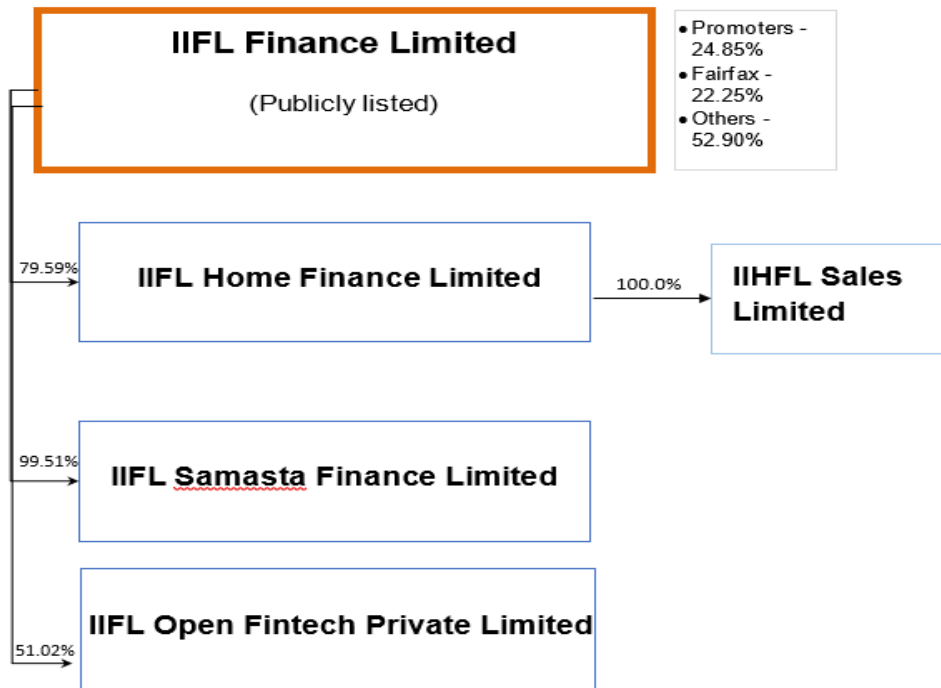 IIFL Finance Limited
(Publicly listed)
• Promoters -
24.85%
• Fairfax -
22.25%
• Others -
52.90%
79.59%
IIFL Home Finance Limited
100.0%
IIHFL Sales
Limited
99.51%
IIFL Samasta Finance Limited
IIFL Open Fintech Private Limited
51.02%